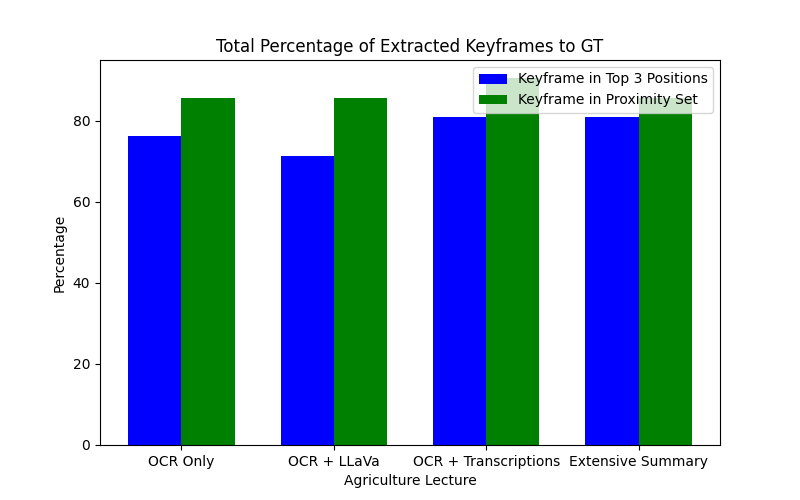 Total Percentage of Extracted Keyframes to GT
Keyframe in Top 3 Positions
Keyframe in Proximity Set
Percentage
80
60
40
20
0
OCR Only OCR + LLaVa OCR + Transcriptions Extensive Summary
Agriculture Lecture